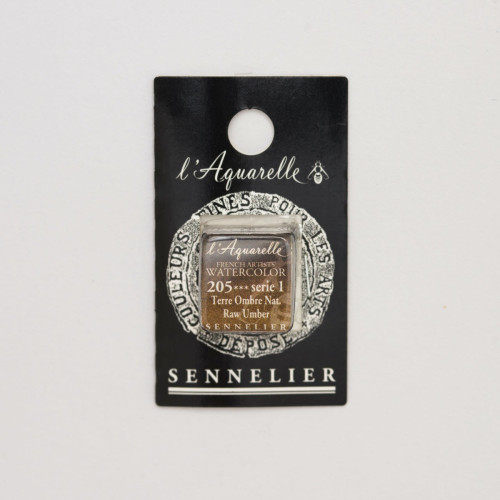 l'Aquarelle
COULEURS FINES POUR LES ARTS
DÉPOSÉ
l'Aquarelle
FRENCH ARTISTS'
WATERCOLOR
205*** serie 1
Terre Ombre Nat.
Raw Umber
SENNELIER
SENNELIER